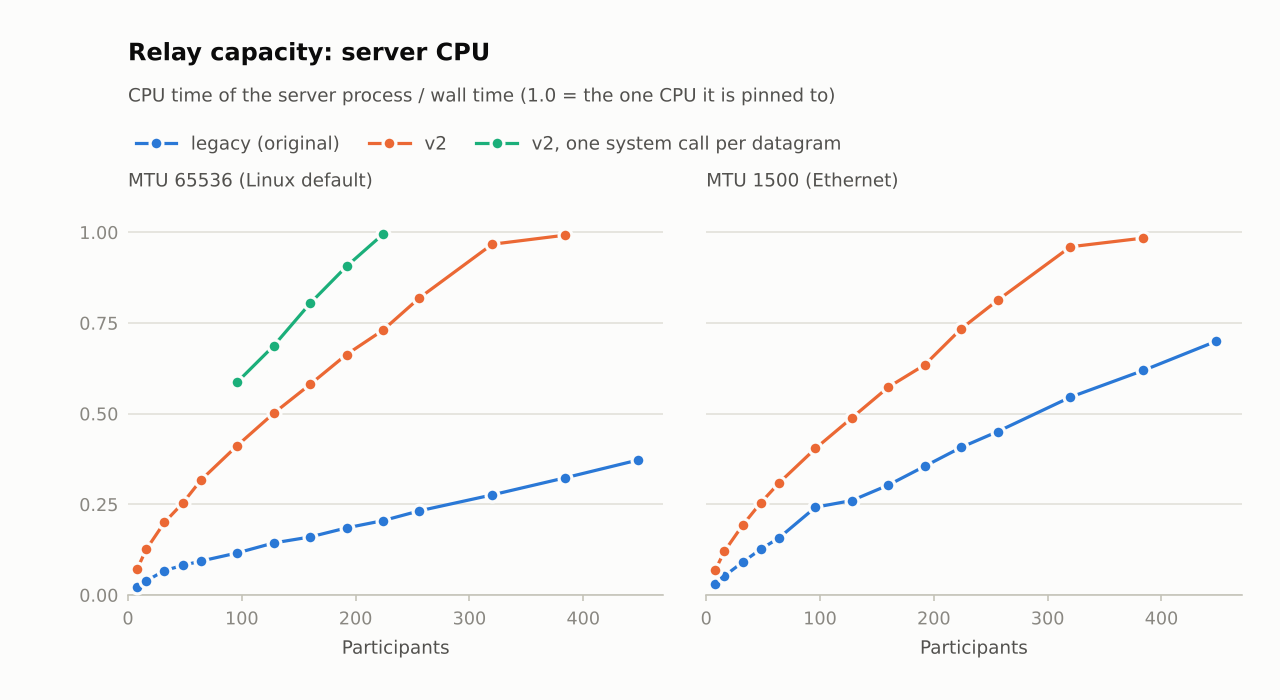 Relay capacity: server CPU
CPU time of the server process / wall time (1.0 = the one CPU it is pinned to)
legacy (original) v2 v2, one system call per datagram
MTU 65536 (Linux default) MTU 1500 (Ethernet)
1.00
0.75
0.50
0.25
0.00
0 100 200 300 400 0 100 200 300 400
Participants Participants